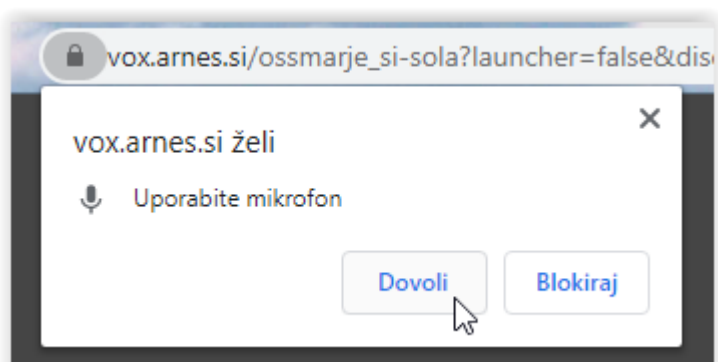 vox.arnes.si/ossmarje_si-sola?launcher=false&dis
vox.arnes.si želi
Uporabite mikrofon
Dovoli
Blokiraj